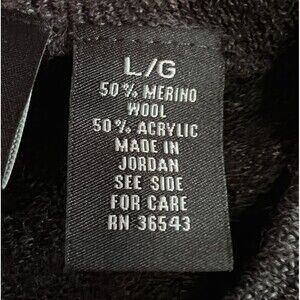 L/G
50% MERINO
WOOL
50% ACRYLIC
MADE IN
JORDAN
SEE SIDE
FOR CARE
RN 36543